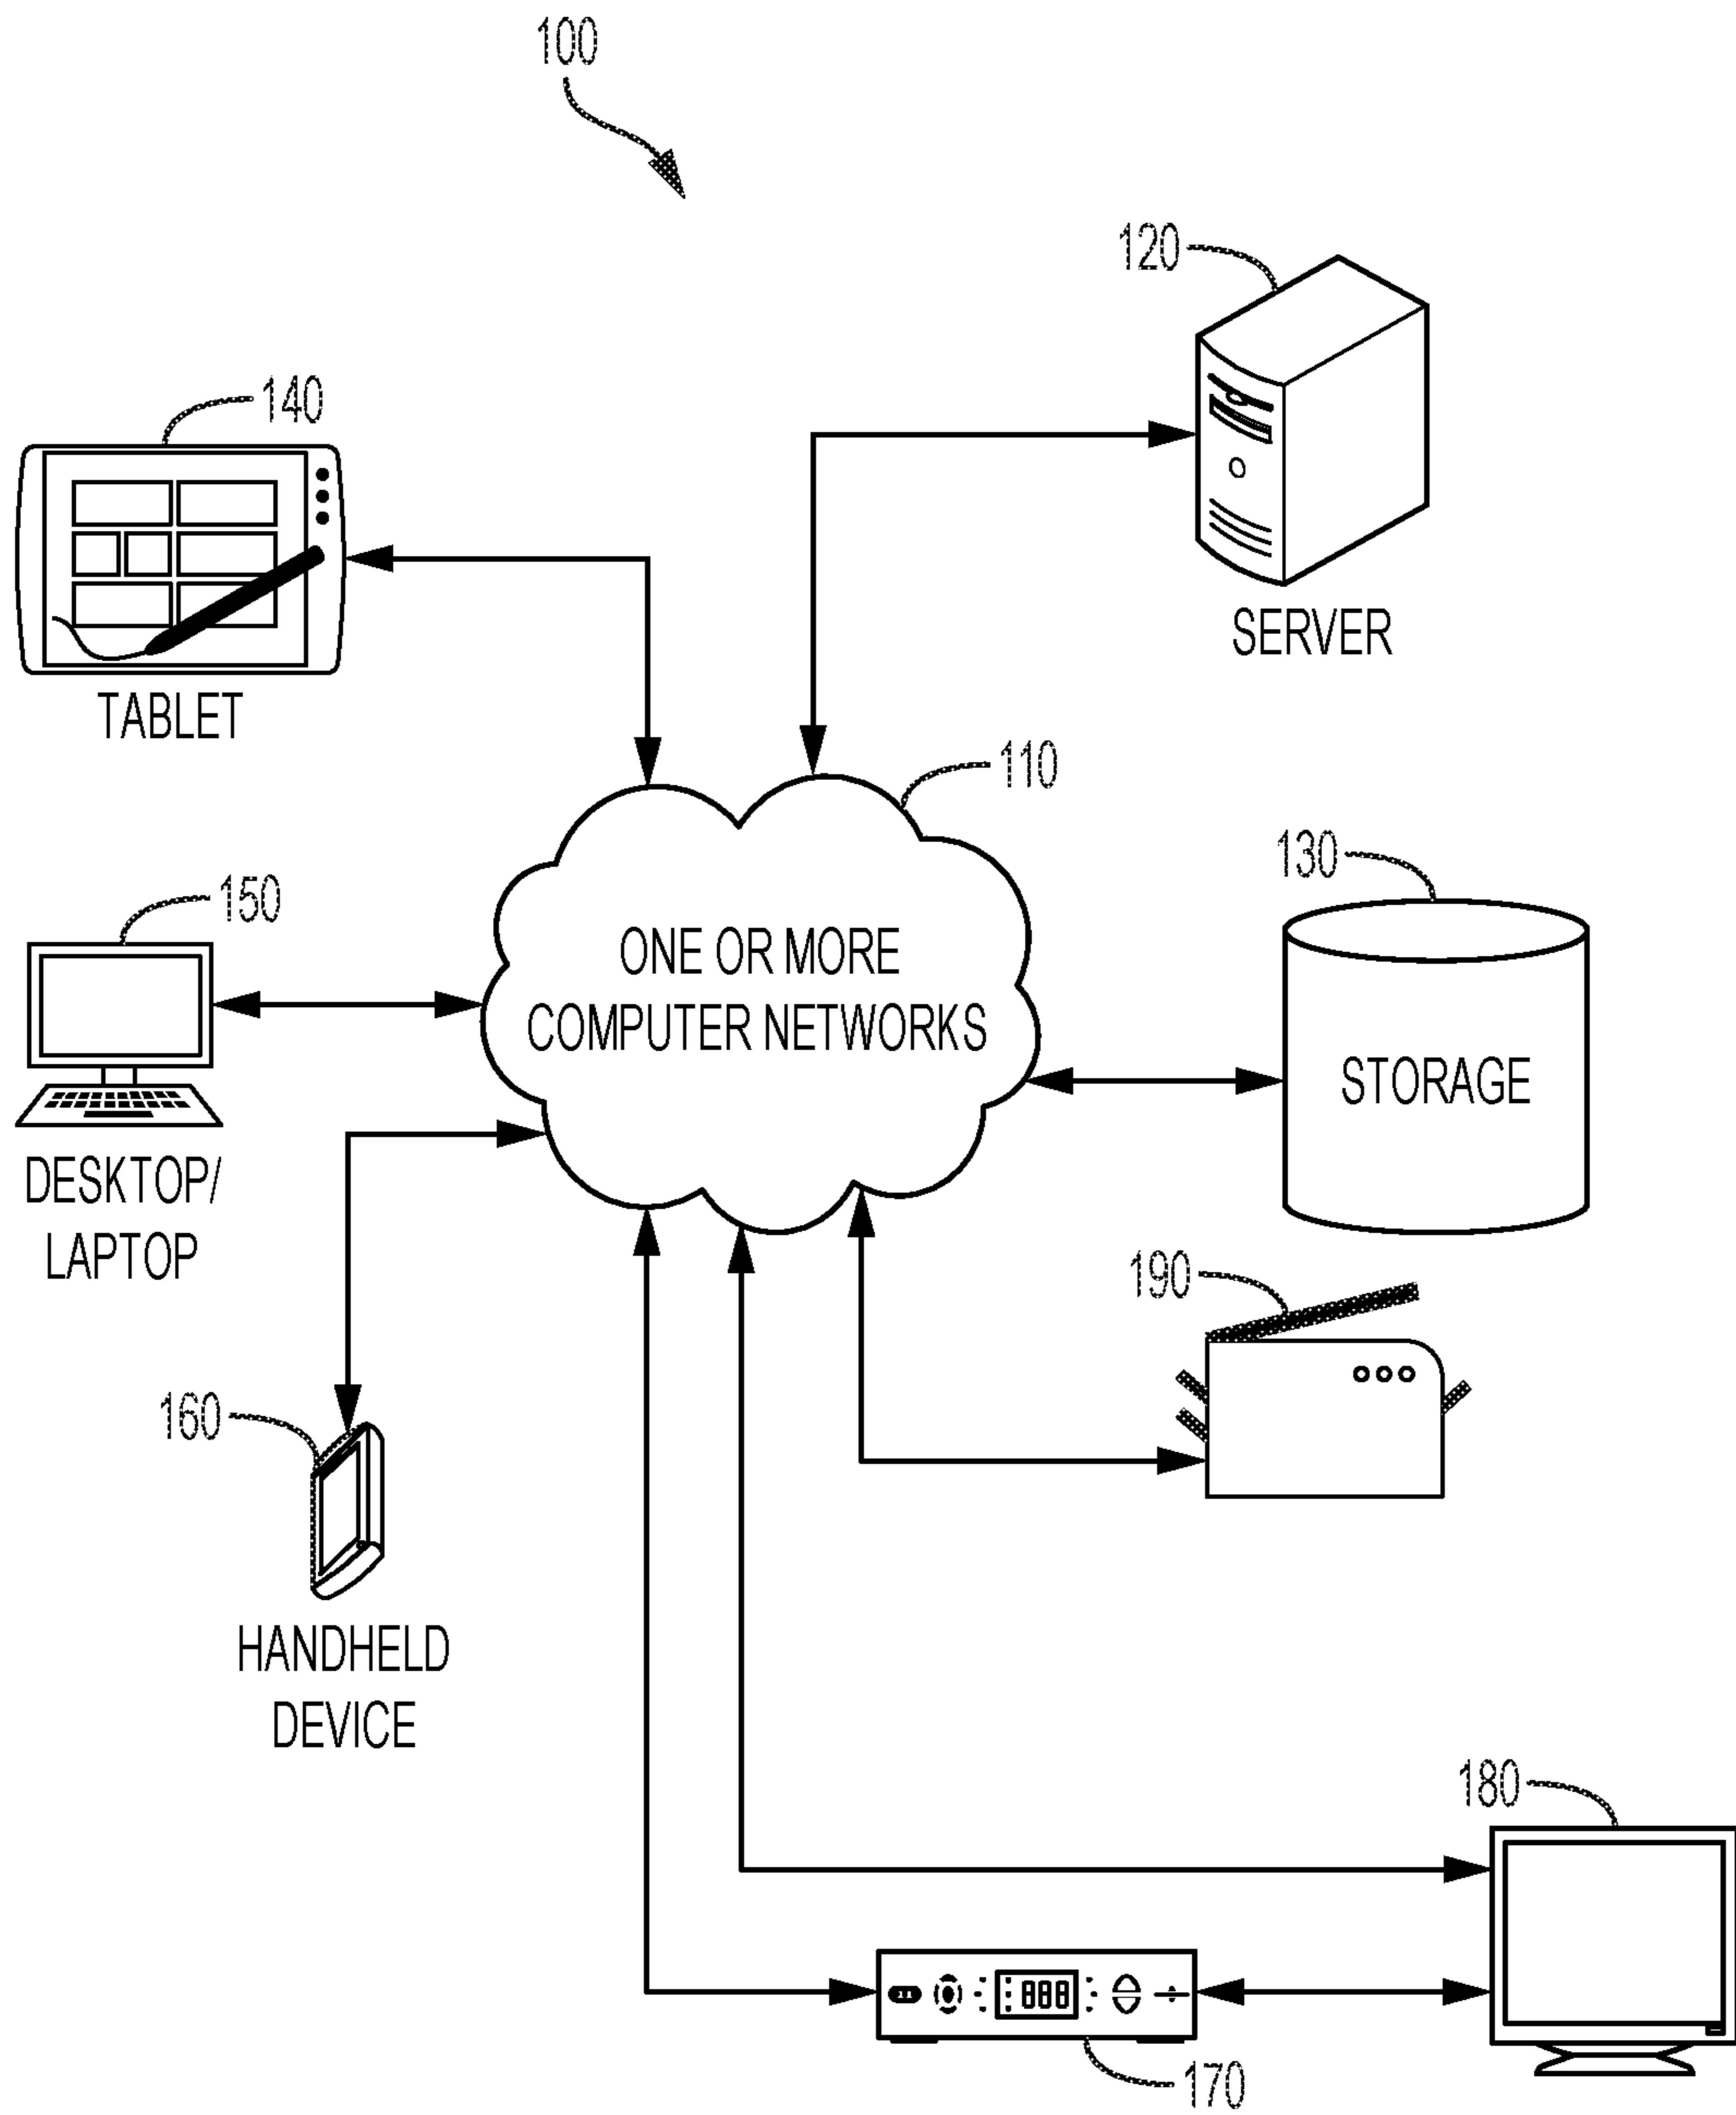 100
120
140
SERVER
TABLET
110
130
150
ONE OR MORE
COMPUTER NETWORKS
STORAGE
DESKTOP/
LAPTOP
190
160
HANDHELD
DEVICE
180
888
170